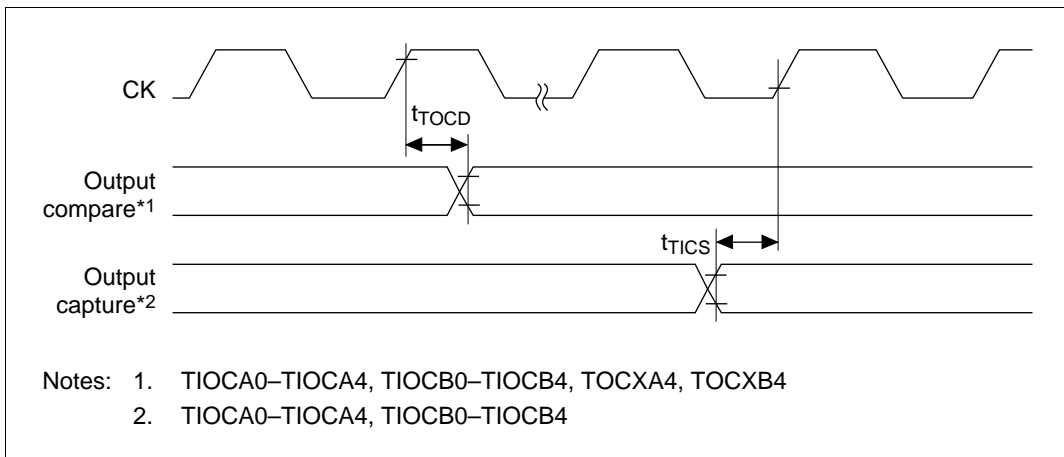 CK
tTOCD
Output
compare*1
tTICS
Output
capture*2
Notes: 1. TIOCA0–TIOCA4, TIOCB0–TIOCB4, TOCXA4, TOCXB4
2. TIOCA0–TIOCA4, TIOCB0–TIOCB4